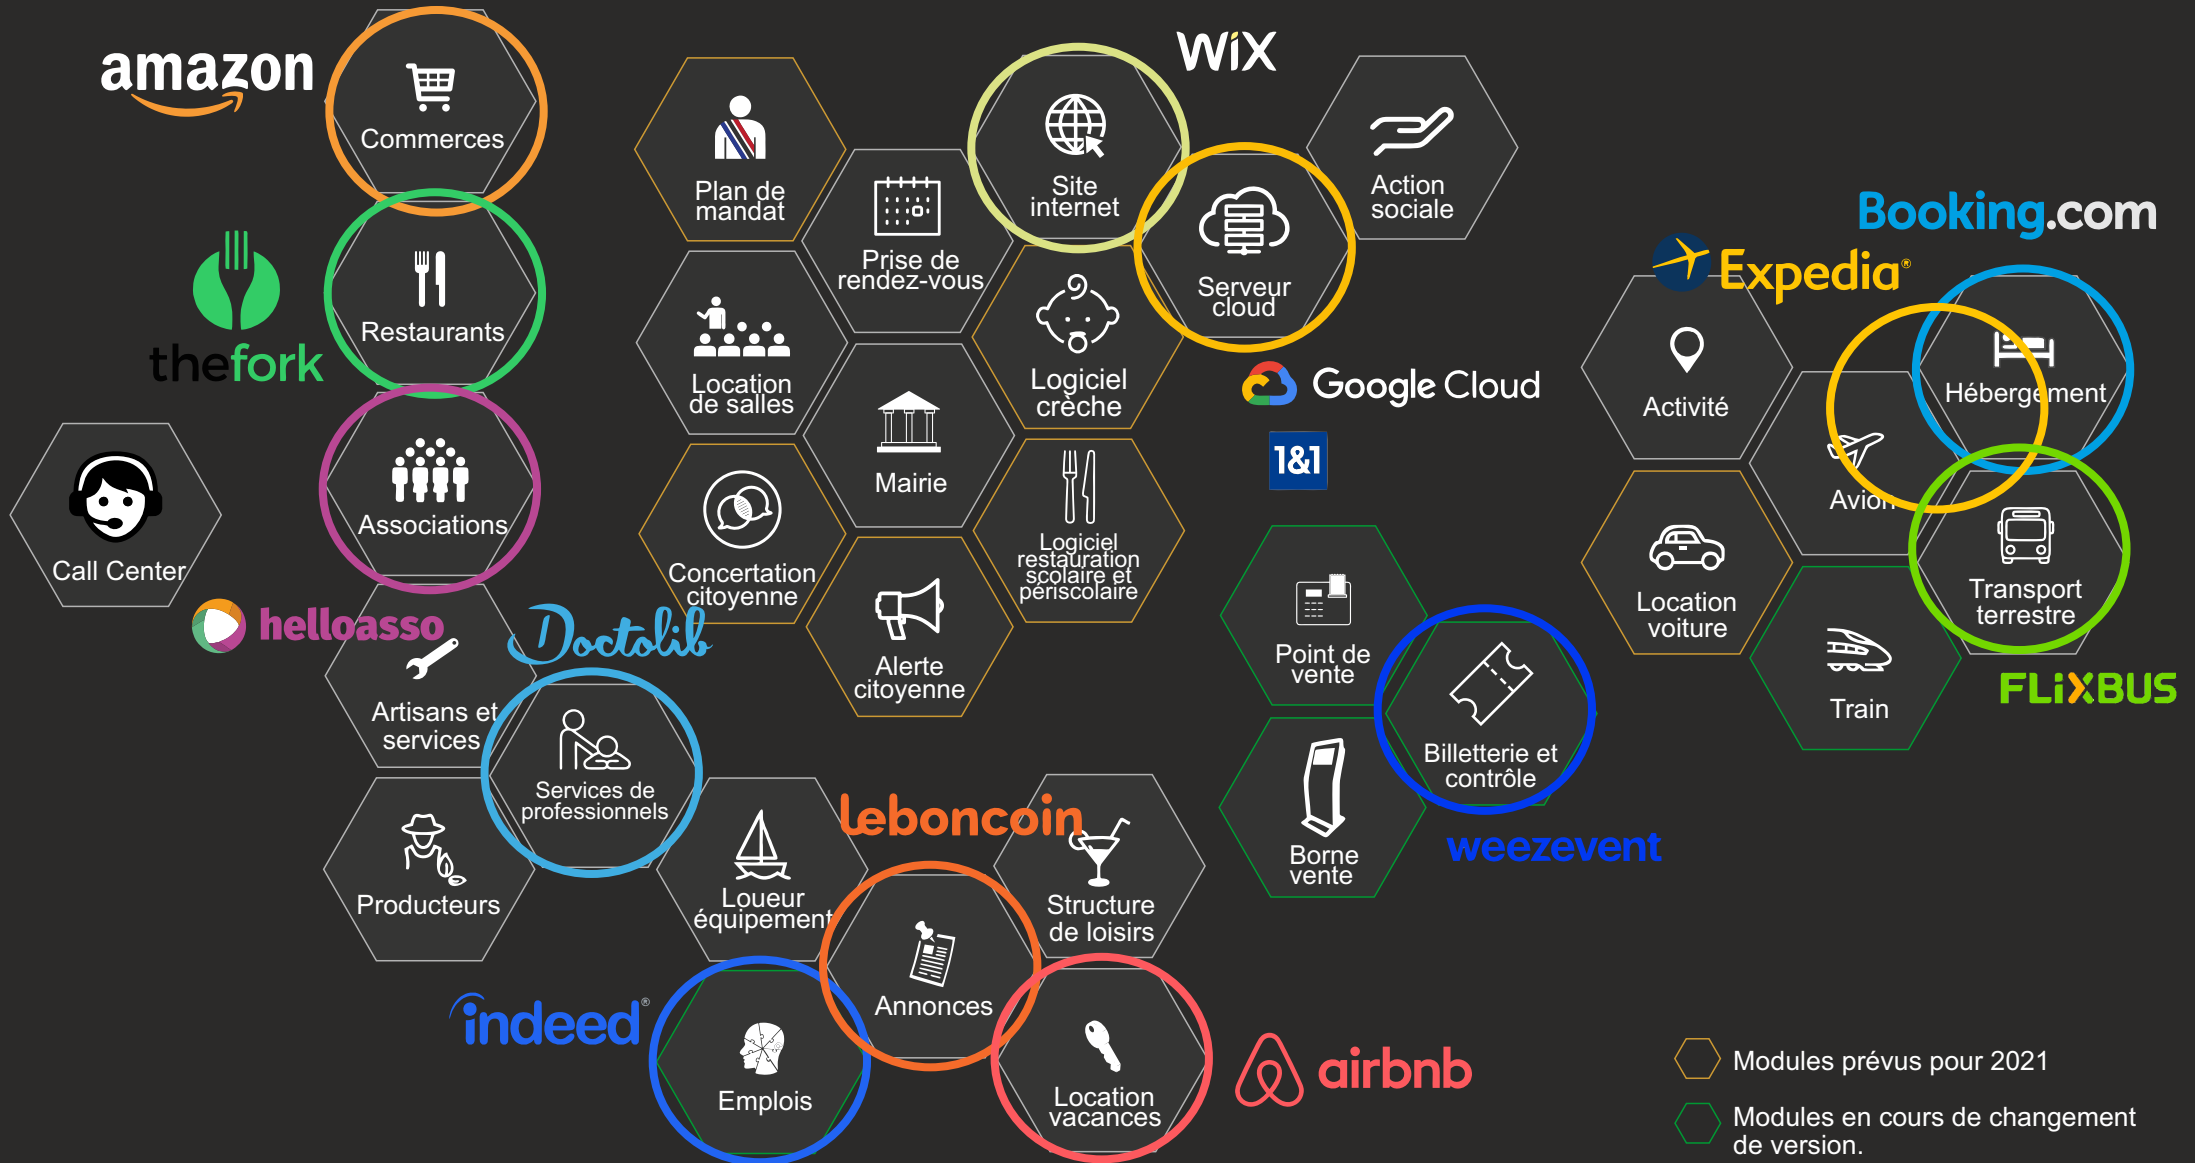 amazon
Commerces
thefork
Restaurants
Associations
Call Center
helloasso
Artisans et
services
Doctolib
Services de
professionnels
Producteurs
Plan de
mandat
Prise de
rendez-vous
Site
internet
WiX
Serveur
cloud
Action
sociale
Location
de salles
Logiciel
crèche
Mairie
Google Cloud
1&1
Concertation
citoyenne
Logiciel
restauration
scolaire et
périscolaire
Alerte
citoyenne
Loueur
équipement
leboncoin
Annonces
Structure
de loisirs
indeed®
Emplois
Location
vacances
airbnb
Point de
vente
Billetterie et
contrôle
Borne
vente
weezevent
Booking.com
Expedia®
Activité
Hébergement
Avion
Location
voiture
Transport
terrestre
Train
FLiXBUS
Modules prévus pour 2021
Modules en cours de changement
de version.